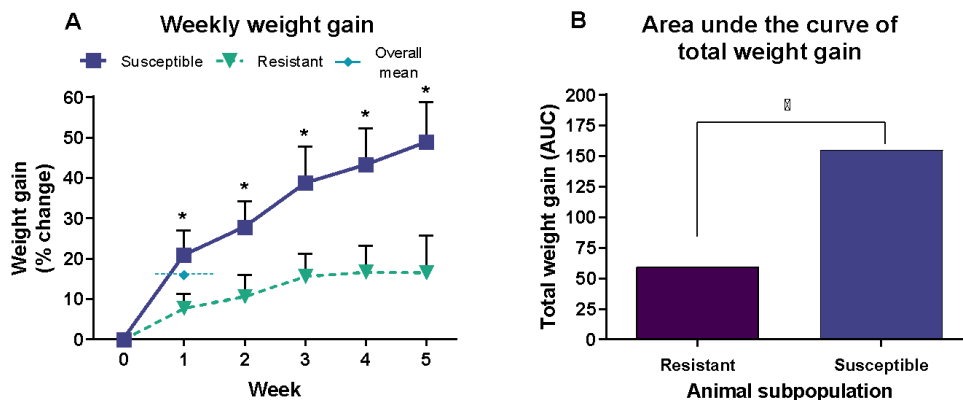 A
Weekly weight gain
Susceptible
Resistant
Overall
mean
Weight gain
(% change)
60
50
40
30
20
10
0
*
*
*
*
*
0
1
2
3
4
5
Week
B
Area unde the curve of
total weight gain
Total weight gain (AUC)
200
175
150
125
100
75
50
25
0
Resistant
Susceptible
Animal subpopulation